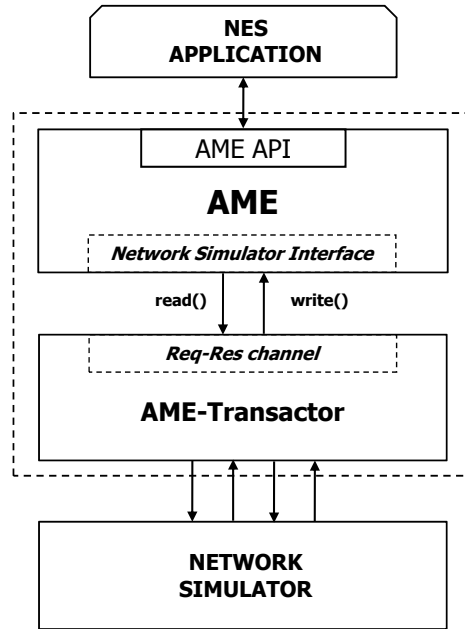 NES
APPLICATION
AME API
AME
Network Simulator Interface
read() write()
Req-Res channel
AME-Transactor
NETWORK
SIMULATOR